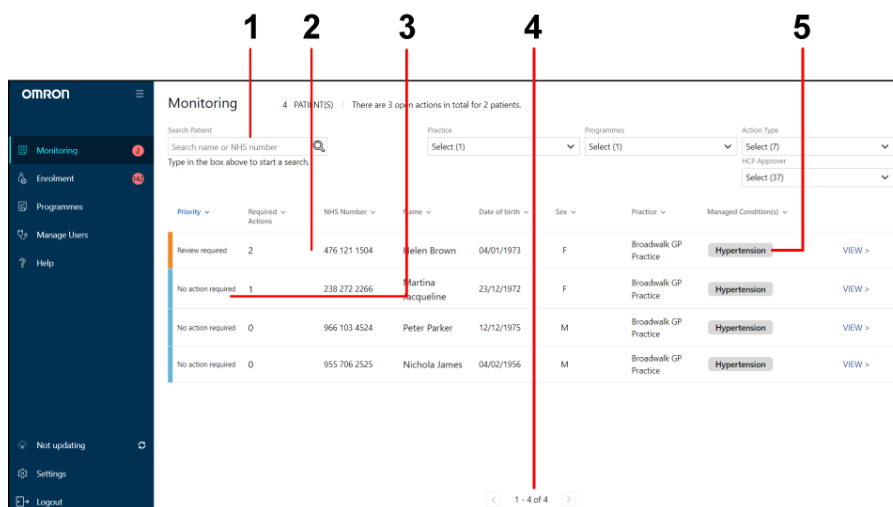 1 2 3 4 5
OMRON
Monitoring 4 PATIENT(S) There are 3 open actions in total for 2 patients.
Search Patient Practice Programmes Action Type
Search name or NHS number Select (1) Select (1) Select (7)
Type in the box above to start a search. HCP Approver
Select (37)
Monitoring 2
Enrolment 142
Programmes
Manage Users
Help
Priority Required Actions NHS Number Name Date of birth Sex Practice Managed Condition(s)
Review required 2 476 121 1504 Helen Brown 04/01/1973 F Broadwalk GP Practice Hypertension VIEW >
No action required 1 238 272 2266 Martina Jacqueline 23/12/1972 F Broadwalk GP Practice Hypertension VIEW >
No action required 0 966 103 4524 Peter Parker 12/12/1975 M Broadwalk GP Practice Hypertension VIEW >
No action required 0 955 706 2525 Nichola James 04/02/1956 M Broadwalk GP Practice Hypertension VIEW >
Not updating
Settings
Logout
< 1 - 4 of 4 >